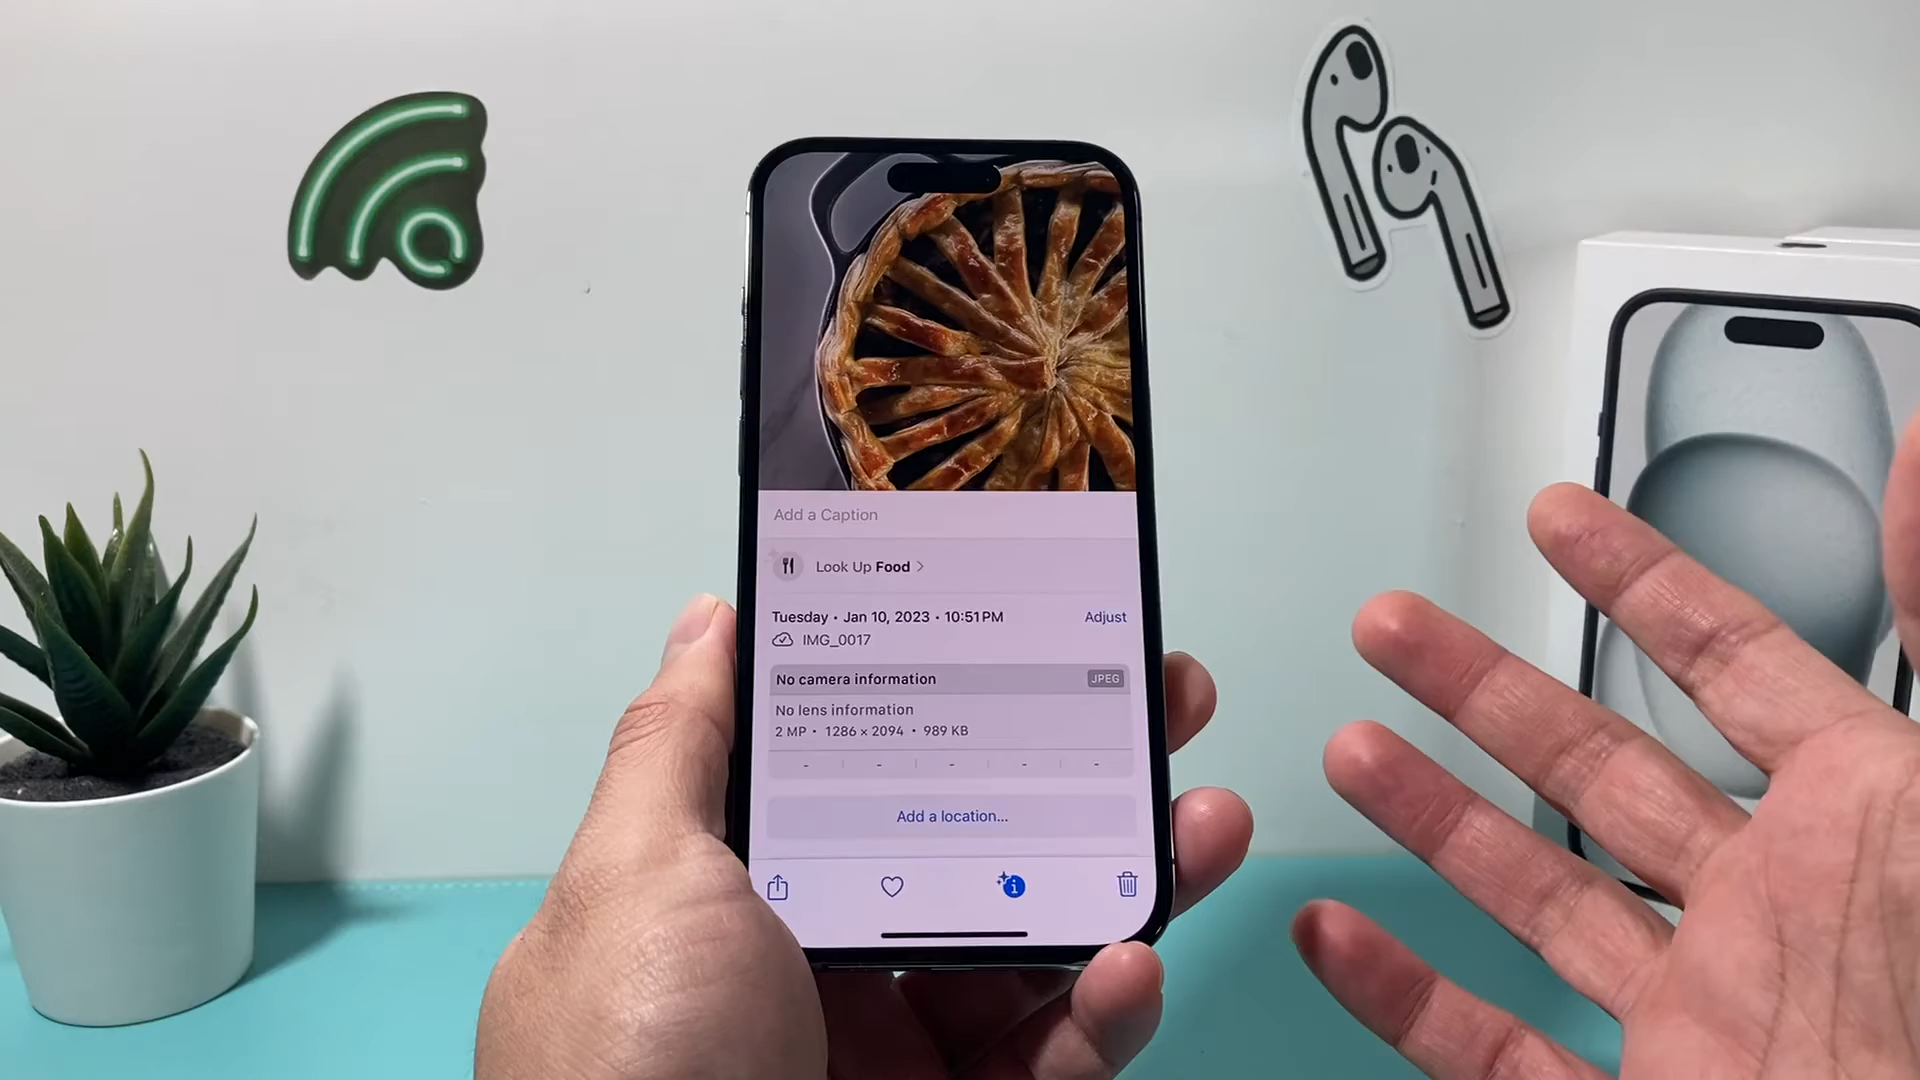 Add a Caption
Look Up Food >
Tuesday • Jan 10, 2023 • 10:51 PM
Adjust
IMG_0017
No camera information
JPEG
No lens information
2 MP • 1286 × 2094 • 989 KB
- - - - -
Add a location...